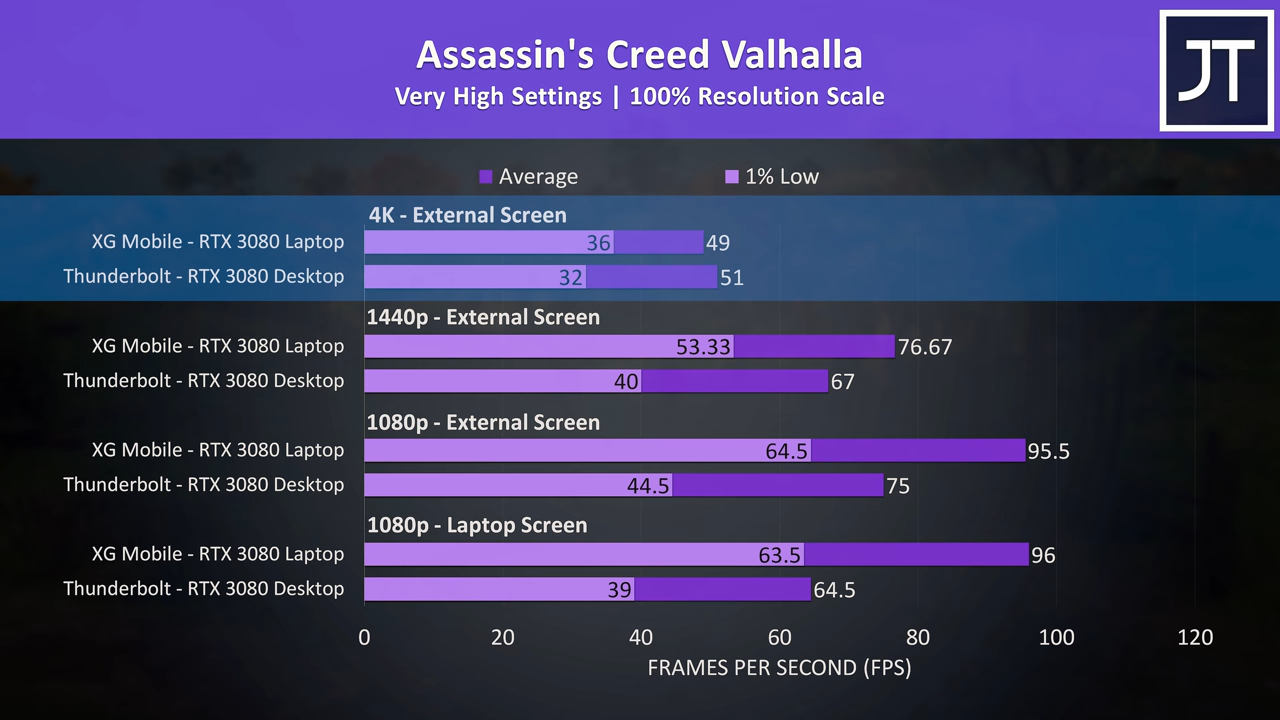 Assassin's Creed Valhalla
JT
Very High Settings | 100% Resolution Scale
Average
1% Low
4K - External Screen
XG Mobile - RTX 3080 Laptop 36 49
Thunderbolt - RTX 3080 Desktop 32 51
1440p - External Screen
XG Mobile - RTX 3080 Laptop 53.33 76.67
Thunderbolt - RTX 3080 Desktop 40 67
1080p - External Screen
XG Mobile - RTX 3080 Laptop 64.5 95.5
Thunderbolt - RTX 3080 Desktop 44.5 75
1080p - Laptop Screen
XG Mobile - RTX 3080 Laptop 63.5 96
Thunderbolt - RTX 3080 Desktop 39 64.5
0 20 40 60 80 100 120
FRAMES PER SECOND (FPS)